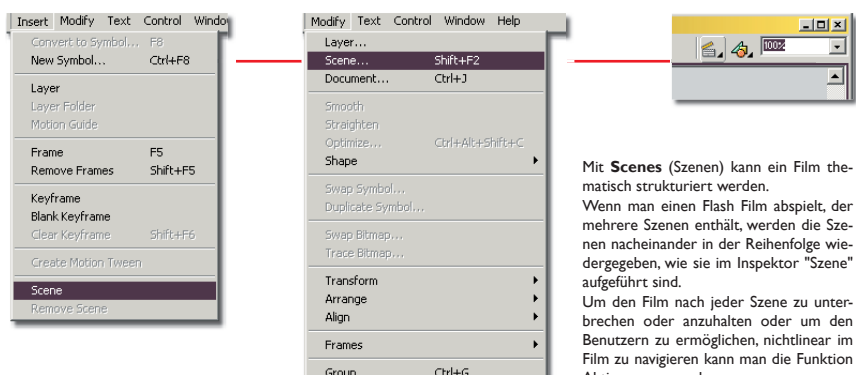 Insert Modify Text Control Window
Convert to Symbol... F8
New Symbol... Ctrl+F8
Layer
Layer Folder
Motion Guide
Frame F5
Remove Frames Shift+F5
Keyframe
Blank Keyframe
Clear Keyframe Shift+F6
Create Motion Tween
Scene
Remove Scene
Modify Text Control Window Help
Layer...
Scene... Shift+F2
Document... Ctrl+J
Smooth
Straighten
Optimize... Ctrl+Alt+Shift+C
Shape
Swap Symbol...
Duplicate Symbol...
Swap Bitmap...
Trace Bitmap...
Transform
Arrange
Align
Frames
Group Ctrl+G
100%
Mit Scenes (Szenen) kann ein Film the-
matisch strukturiert werden.
Wenn man einen Flash Film abspielt, der
mehrere Szenen enthält, werden die Sze-
nen nacheinander in der Reihenfolge wie-
dergegeben, wie sie im Inspektor "Szene"
aufgeführt sind.
Um den Film nach jeder Szene zu unter-
brechen oder anzuhalten oder um den
Benutzern zu ermöglichen, nichtlinear im
Film zu navigieren kann man die Funktion